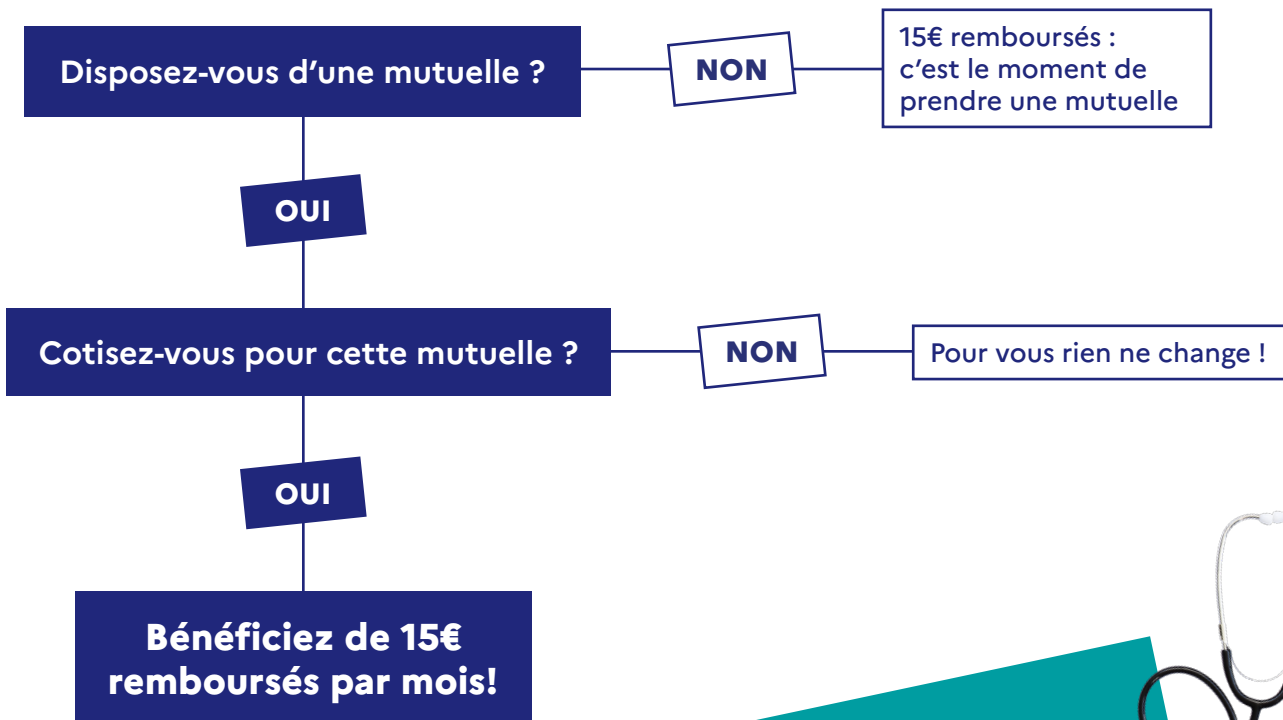 Disposez-vous d'une mutuelle ?
NON
15€ remboursés :
c'est le moment de
prendre une mutuelle
OUI
Cotisez-vous pour cette mutuelle ?
NON
Pour vous rien ne change !
OUI
Bénéficiez de 15€
remboursés par mois!